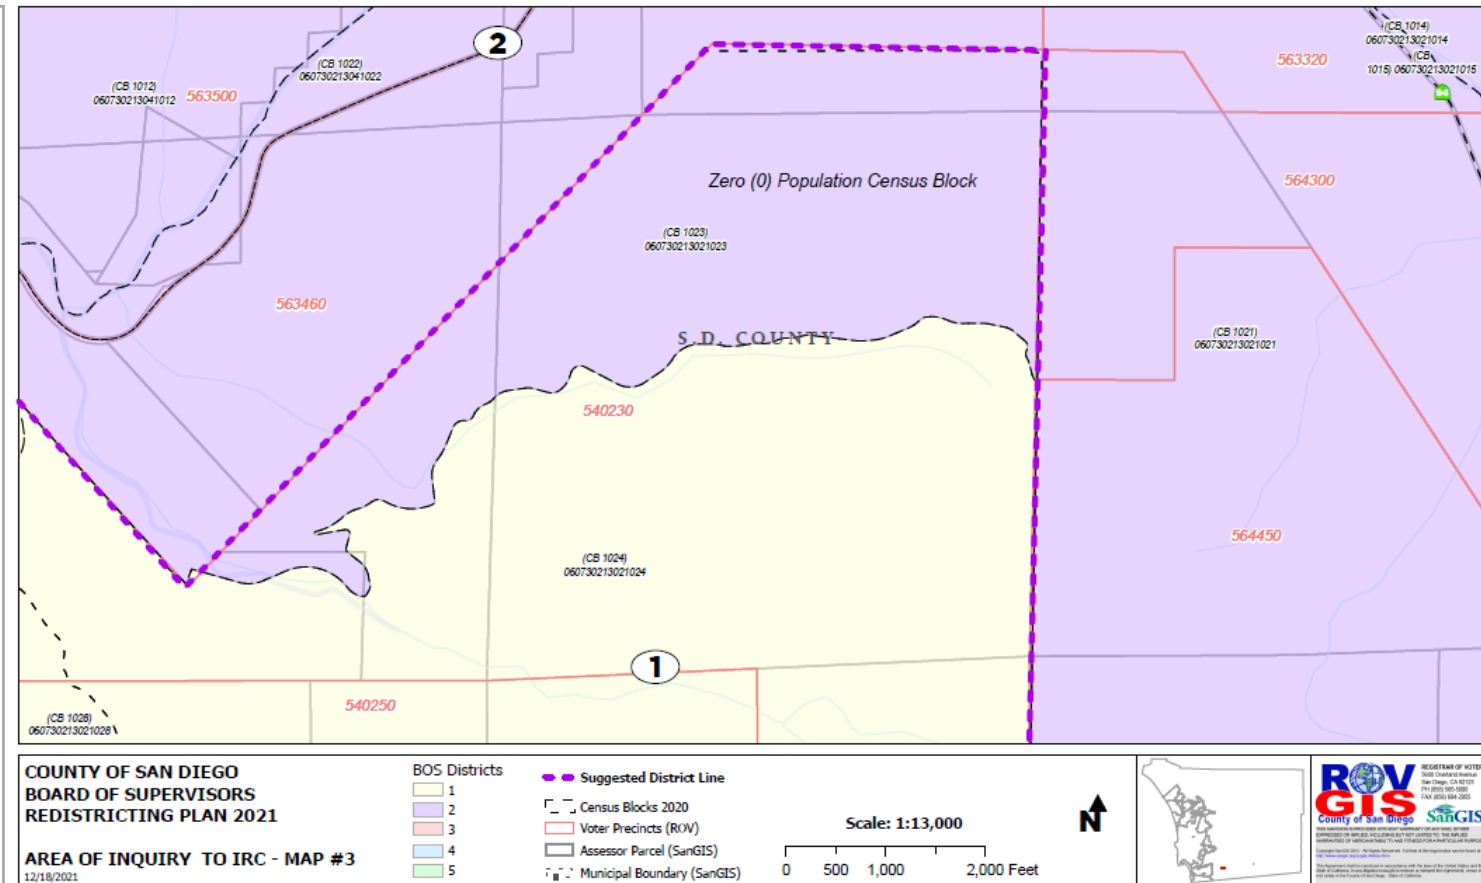 2
(CB 1014)
060730213021014
(CB
1015) 060730213021015
563320
(CB 1022)
060730213041022
(CB 1012)
060730213041012
563500
Zero (0) Population Census Block
564300
(CB 1023)
060730213021023
563460
S.D. COUNTY
(CB 1021)
060730213021021
540230
564450
(CB 1024)
060730213021024
1
540250
(CB 1028)
060730213021028
COUNTY OF SAN DIEGO
BOARD OF SUPERVISORS
REDISTRICTING PLAN 2021
AREA OF INQUIRY TO IRC - MAP #3
12/18/2021
BOS Districts
1
2
3
4
5
Suggested District Line
Census Blocks 2020
Voter Precincts (ROV)
Assessor Parcel (SanGIS)
Municipal Boundary (SanGIS)
Scale: 1:13,000
0 500 1,000 2,000 Feet
N
ROV
GIS
County of San Diego
SanGIS
REGISTRAR OF VOTERS